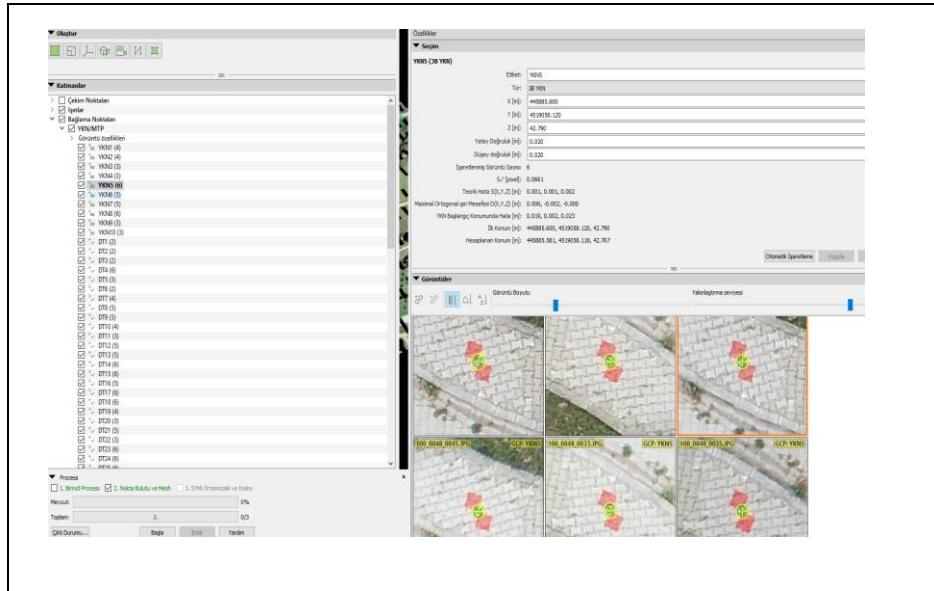 Oluştur
Katmanlar
Çekim Noktaları
Işınlar
Bağlama Noktaları
YKN/MTP
Görüntü özellikleri
YKN1 (4)
YKN2 (4)
YKN3 (3)
YKN4 (3)
YKN5 (6)
YKN6 (5)
YKN7 (5)
YKN8 (6)
YKN9 (3)
YKN10 (3)
DT1 (2)
DT2 (2)
DT3 (2)
DT4 (6)
DT5 (3)
DT6 (2)
DT7 (4)
DT8 (5)
DT9 (5)
DT10 (4)
DT11 (3)
DT12 (5)
DT13 (5)
DT14 (6)
DT15 (6)
DT16 (5)
DT17 (6)
DT18 (6)
DT19 (4)
DT20 (3)
DT21 (5)
DT22 (3)
DT23 (6)
DT24 (6)
Process
1. Birinci Process 2. Nokta Bulutu ve Mesh 3. SYM Ortomozaik ve Index
Mevcut: 0%
Toplam: 2. 0/3
Çıktı Durumu... Başla İptal Yardım
Özellikler
Seçim
YKN5 (3B YKN)
Etiket: YKN5
Tür: 3B YKN
X [m]: 445885.600
Y [m]: 4519058.120
Z [m]: 42.790
Yatay Doğruluk [m]: 0.020
Düşey doğruluk [m]: 0.020
İşaretlenmiş Görüntü Sayısı: 6
S₀² [pixel]: 0.0661
Teorik Hata S(X,Y,Z) [m]: 0.001, 0.001, 0.002
Maximal Ortogonal ışın Mesafesi D(X,Y,Z) [m]: 0.006, -0.002, -0.000
YKN Başlangıç Konumunda Hata [m]: 0.019, 0.002, 0.023
İlk Konum [m]: 445885.600, 4519058.120, 42.790
Hesaplanan Konum [m]: 445885.581, 4519058.118, 42.767
Otomatik İşaretleme Uygula
Görüntüler
Görüntü Boyutu Yakınlaştırma seviyesi
100_0048_0045.JPG GCP: YKN5 100_0048_0033.JPG GCP: YKN5 100_0048_0035.JPG GCP: YKN5